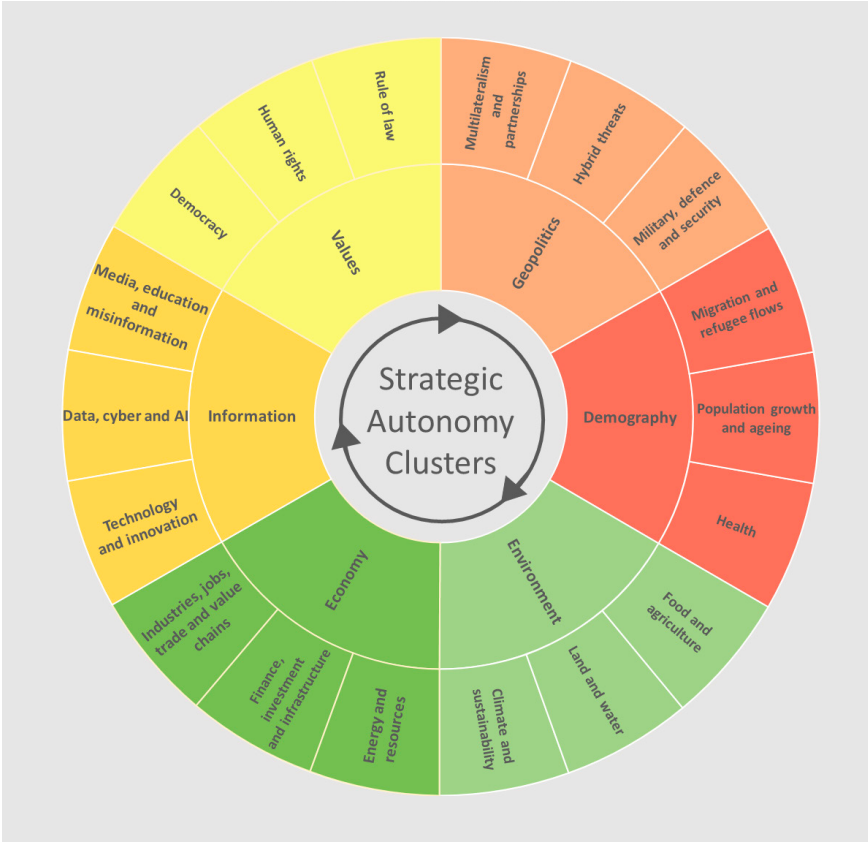 Strategic
Autonomy
Clusters
Geopolitics
Multilateralism
and
partnerships
Hybrid threats
Military, defence
and security
Demography
Migration and
refugee flows
Population growth
and ageing
Health
Environment
Food and
agriculture
Land and water
Climate and
sustainability
Economy
Energy and
resources
Finance,
investment
and infrastructure
Industries, jobs,
trade and value
chains
Information
Technology
and innovation
Data, cyber and AI
Media, education
and
misinformation
Values
Democracy
Human rights
Rule of law